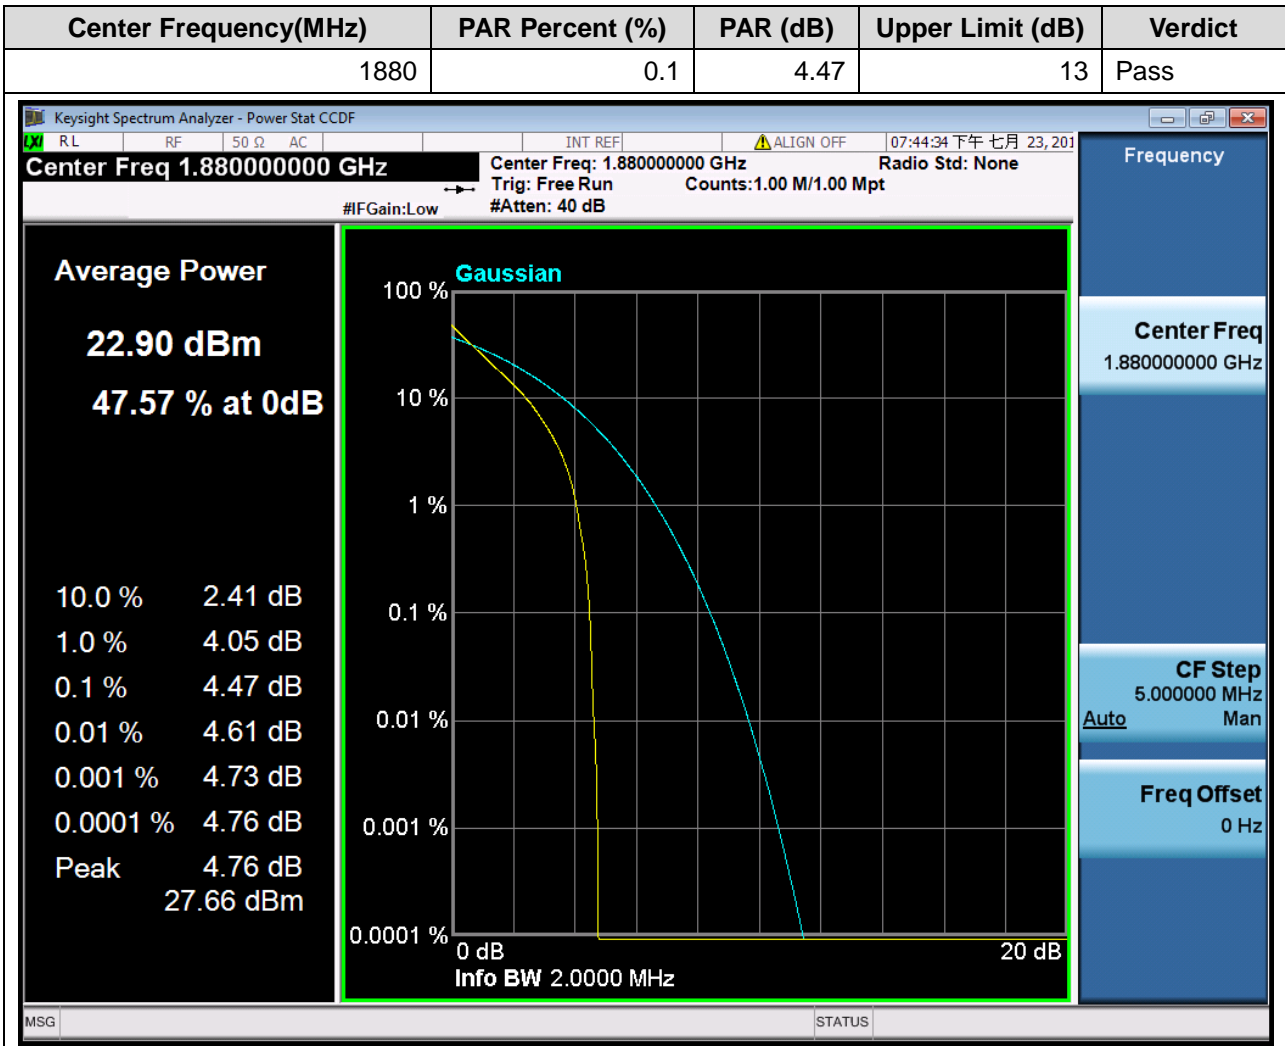 Center Frequency(MHz) PAR Percent (%) PAR (dB) Upper Limit (dB) Verdict
1880 0.1 4.47 13 Pass
Keysight Spectrum Analyzer - Power Stat CCDF
LXI RL RF 50 Ω AC INT REF ALIGN OFF 07:44:34 下午 七月 23, 201
Center Freq 1.880000000 GHz
Center Freq: 1.880000000 GHz Radio Std: None
Trig: Free Run Counts:1.00 M/1.00 Mpt
#IFGain:Low #Atten: 40 dB
Average Power
22.90 dBm
47.57 % at 0dB
10.0 % 2.41 dB
1.0 % 4.05 dB
0.1 % 4.47 dB
0.01 % 4.61 dB
0.001 % 4.73 dB
0.0001 % 4.76 dB
Peak 4.76 dB
27.66 dBm
Gaussian
100 %
10 %
1 %
0.1 %
0.01 %
0.001 %
0.0001 %
0 dB 20 dB
Info BW 2.0000 MHz
Frequency
Center Freq
1.880000000 GHz
CF Step
5.000000 MHz
Auto Man
Freq Offset
0 Hz
MSG STATUS